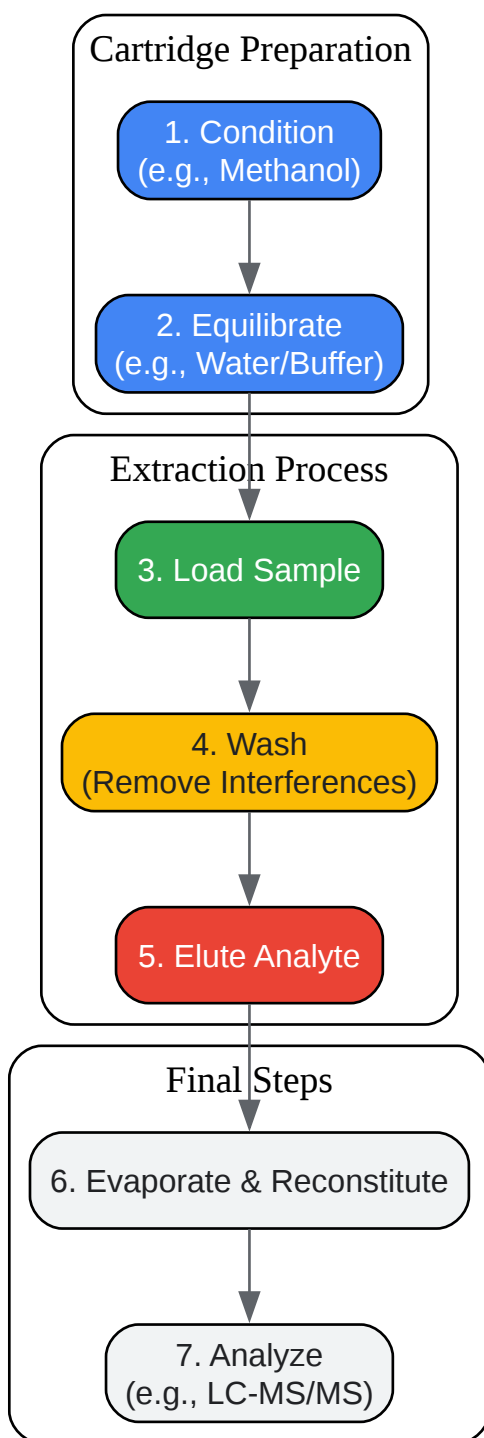 Cartridge Preparation
1. Condition
(e.g., Methanol)
2. Equilibrate
(e.g., Water/Buffer)
Extraction Process
3. Load Sample
4. Wash
(Remove Interferences)
5. Elute Analyte
Final Steps
6. Evaporate & Reconstitute
7. Analyze
(e.g., LC-MS/MS)